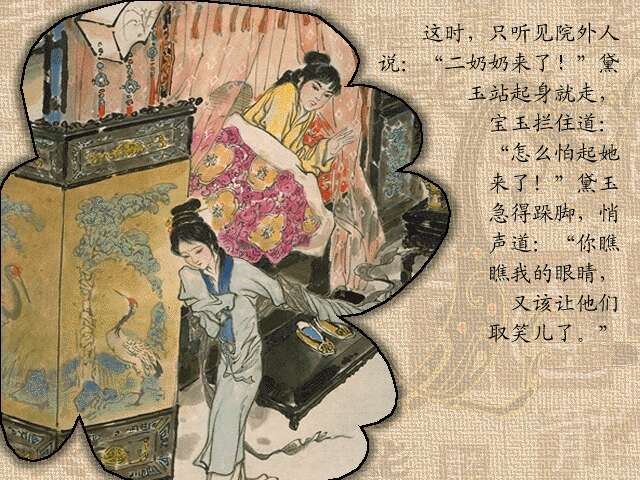 这时，只听见院外人
说：“二奶奶来了！”黛
玉站起身就走，
宝玉拦住道：
“怎么怕起她
来了！”黛玉
急得跺脚，悄
声道：“你瞧
瞧我的眼睛，
又该让他们
取笑儿了。”